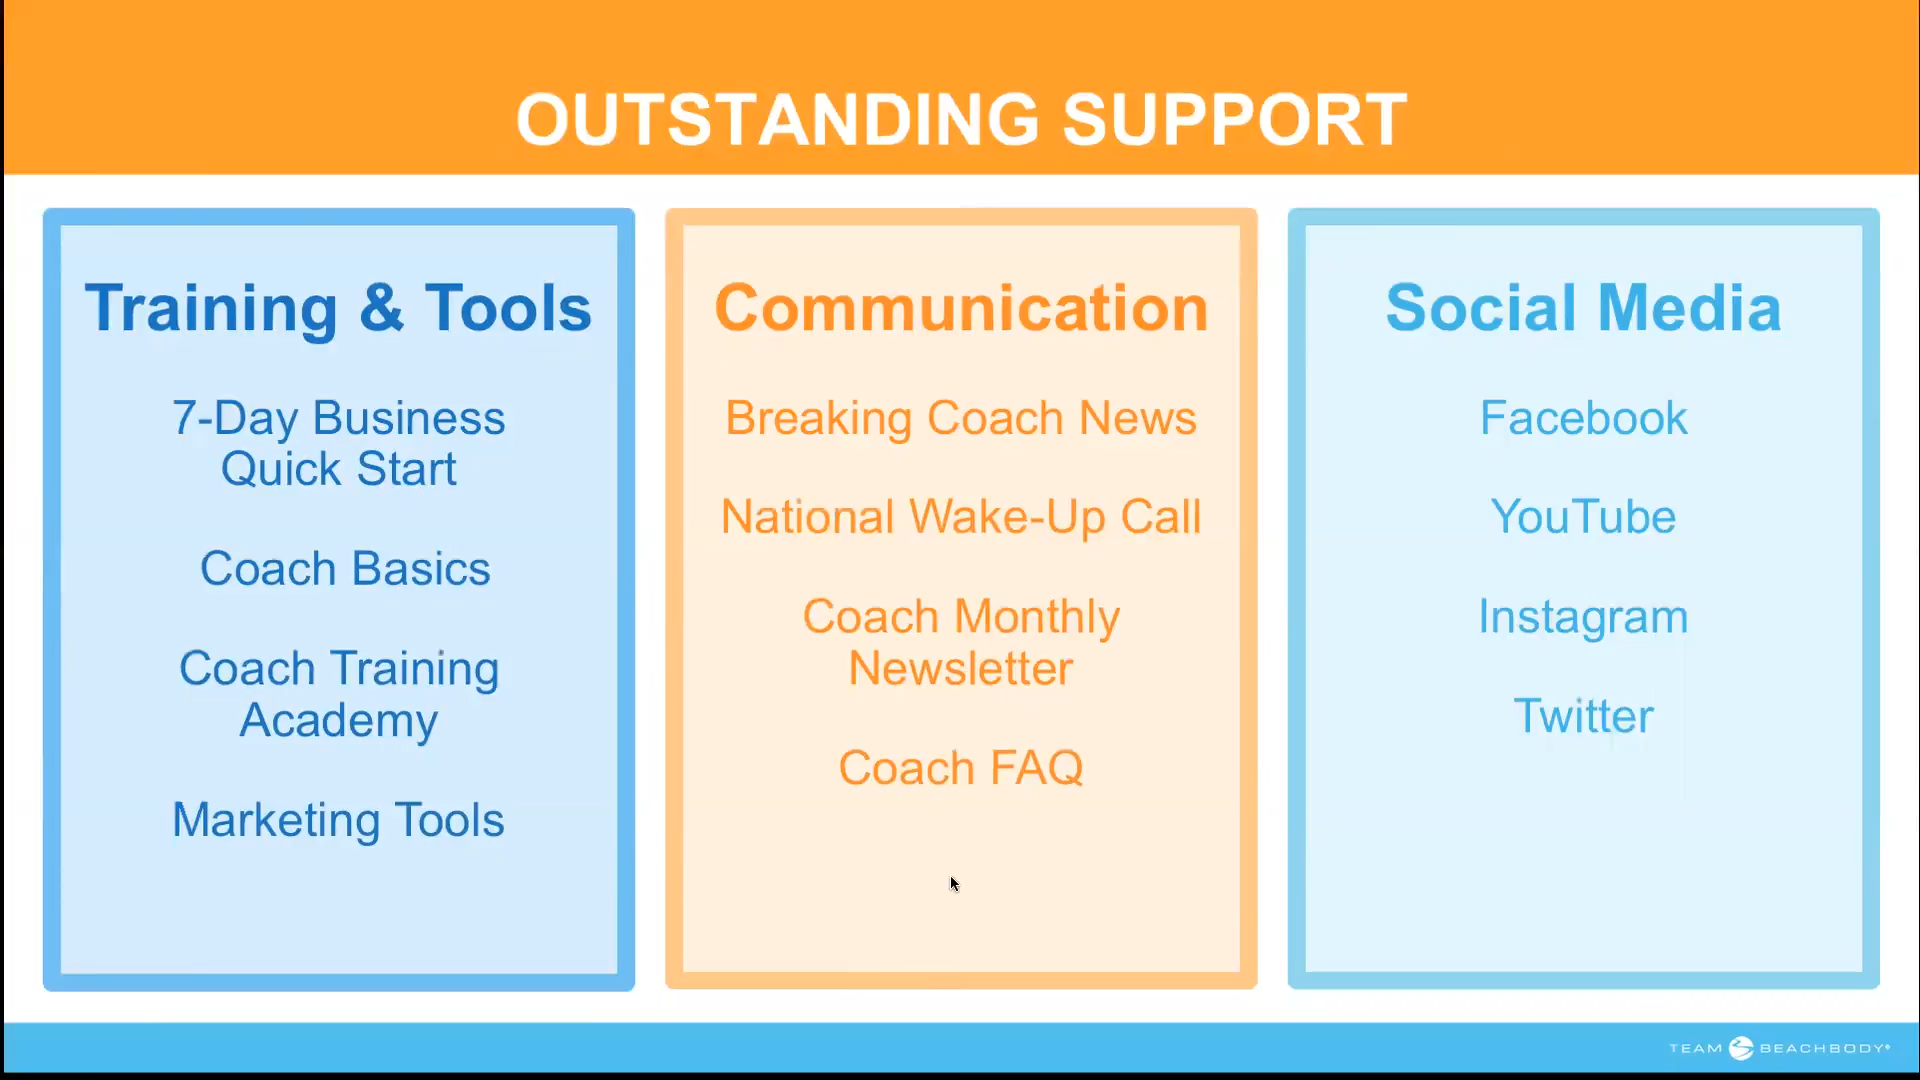 OUTSTANDING SUPPORT
Training & Tools
7-Day Business
Quick Start
Coach Basics
Coach Training
Academy
Marketing Tools
Communication
Breaking Coach News
National Wake-Up Call
Coach Monthly
Newsletter
Coach FAQ
Social Media
Facebook
YouTube
Instagram
Twitter
TEAM BEACHBODY®